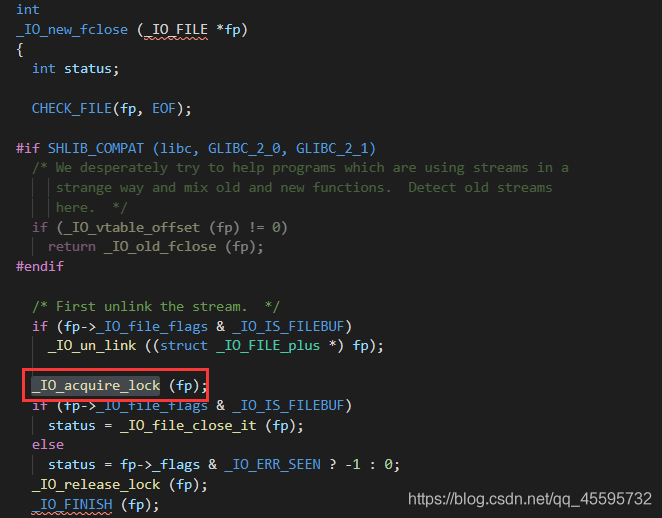 int
_IO_new_fclose (_IO_FILE *fp)
{
  int status;

  CHECK_FILE(fp, EOF);

#if SHLIB_COMPAT (libc, GLIBC_2_0, GLIBC_2_1)
  /* We desperately try to help programs which are using streams in a
     strange way and mix old and new functions.  Detect old streams
     here.  */
  if (_IO_vtable_offset (fp) != 0)
    return _IO_old_fclose (fp);
#endif

  /* First unlink the stream.  */
  if (fp->_IO_file_flags & _IO_IS_FILEBUF)
    _IO_un_link ((struct _IO_FILE_plus *) fp);

  _IO_acquire_lock (fp);
  if (fp->_IO_file_flags & _IO_IS_FILEBUF)
    status = _IO_file_close_it (fp);
  else
    status = fp->_flags & _IO_ERR_SEEN ? -1 : 0;
  _IO_release_lock (fp);
  _IO_FINISH (fp);
https://blog.csdn.net/qq_45595732